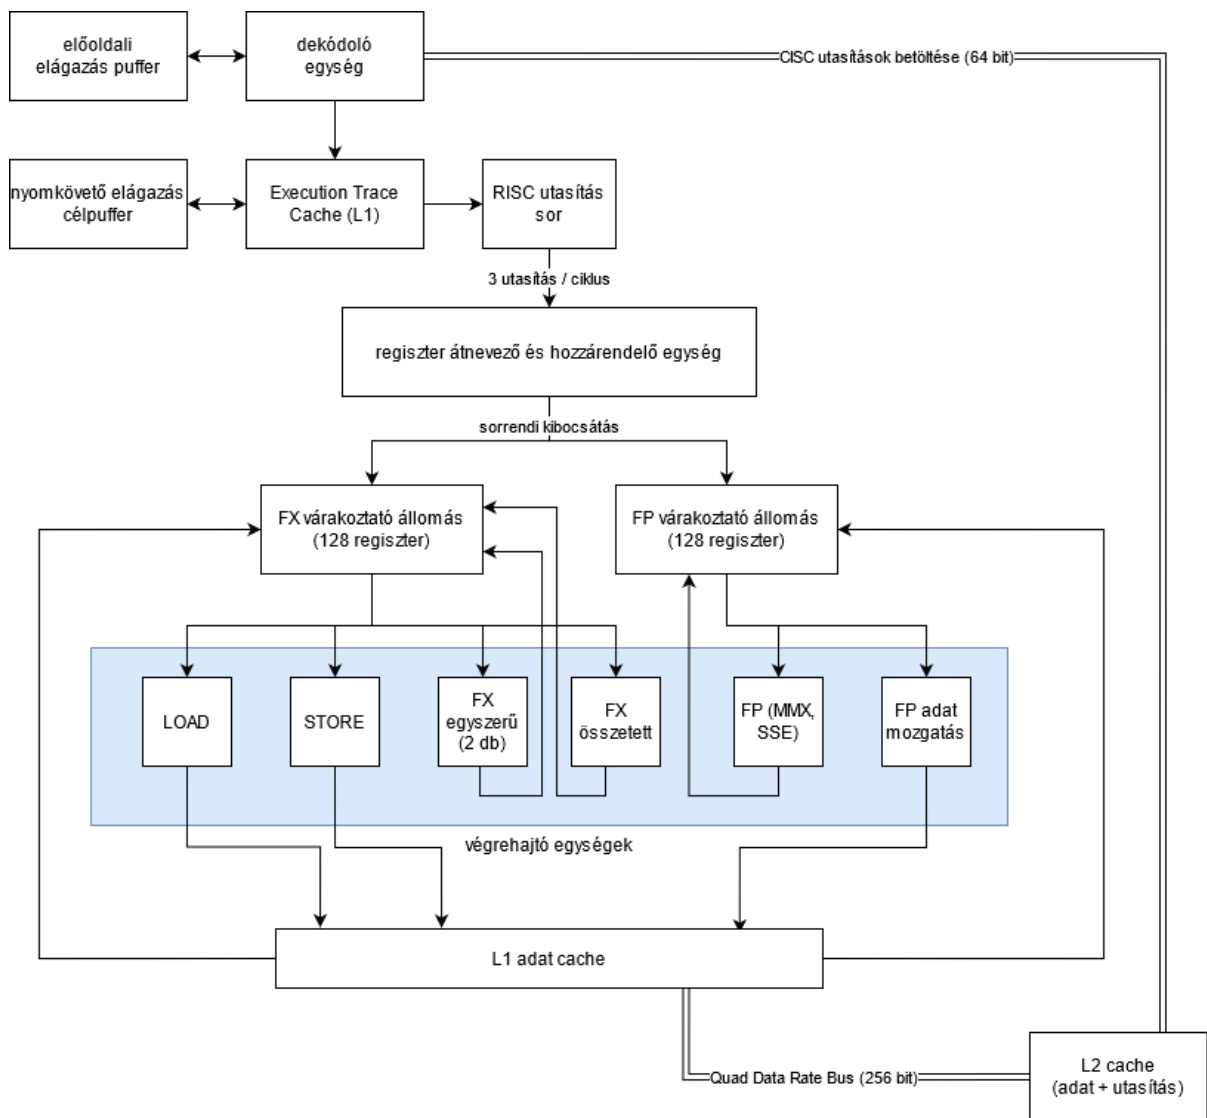 előoldali
elágazás puffer
dekódoló
egység
CISC utasítások betöltése (64 bit)
nyomkövető elágazás
célpuffer
Execution Trace
Cache (L1)
RISC utasítás
sor
3 utasítás / ciklus
regiszter átnevező és hozzárendelő egység
sorrendi kibocsátás
FX várakoztató állomás
(128 regiszter)
FP várakoztató állomás
(128 regiszter)
LOAD
STORE
FX
egyszerű
(2 db)
FX
összetett
FP (MMX,
SSE)
FP adat
mozgatás
végrehajtó egységek
L1 adat cache
Quad Data Rate Bus (256 bit)
L2 cache
(adat + utasítás)